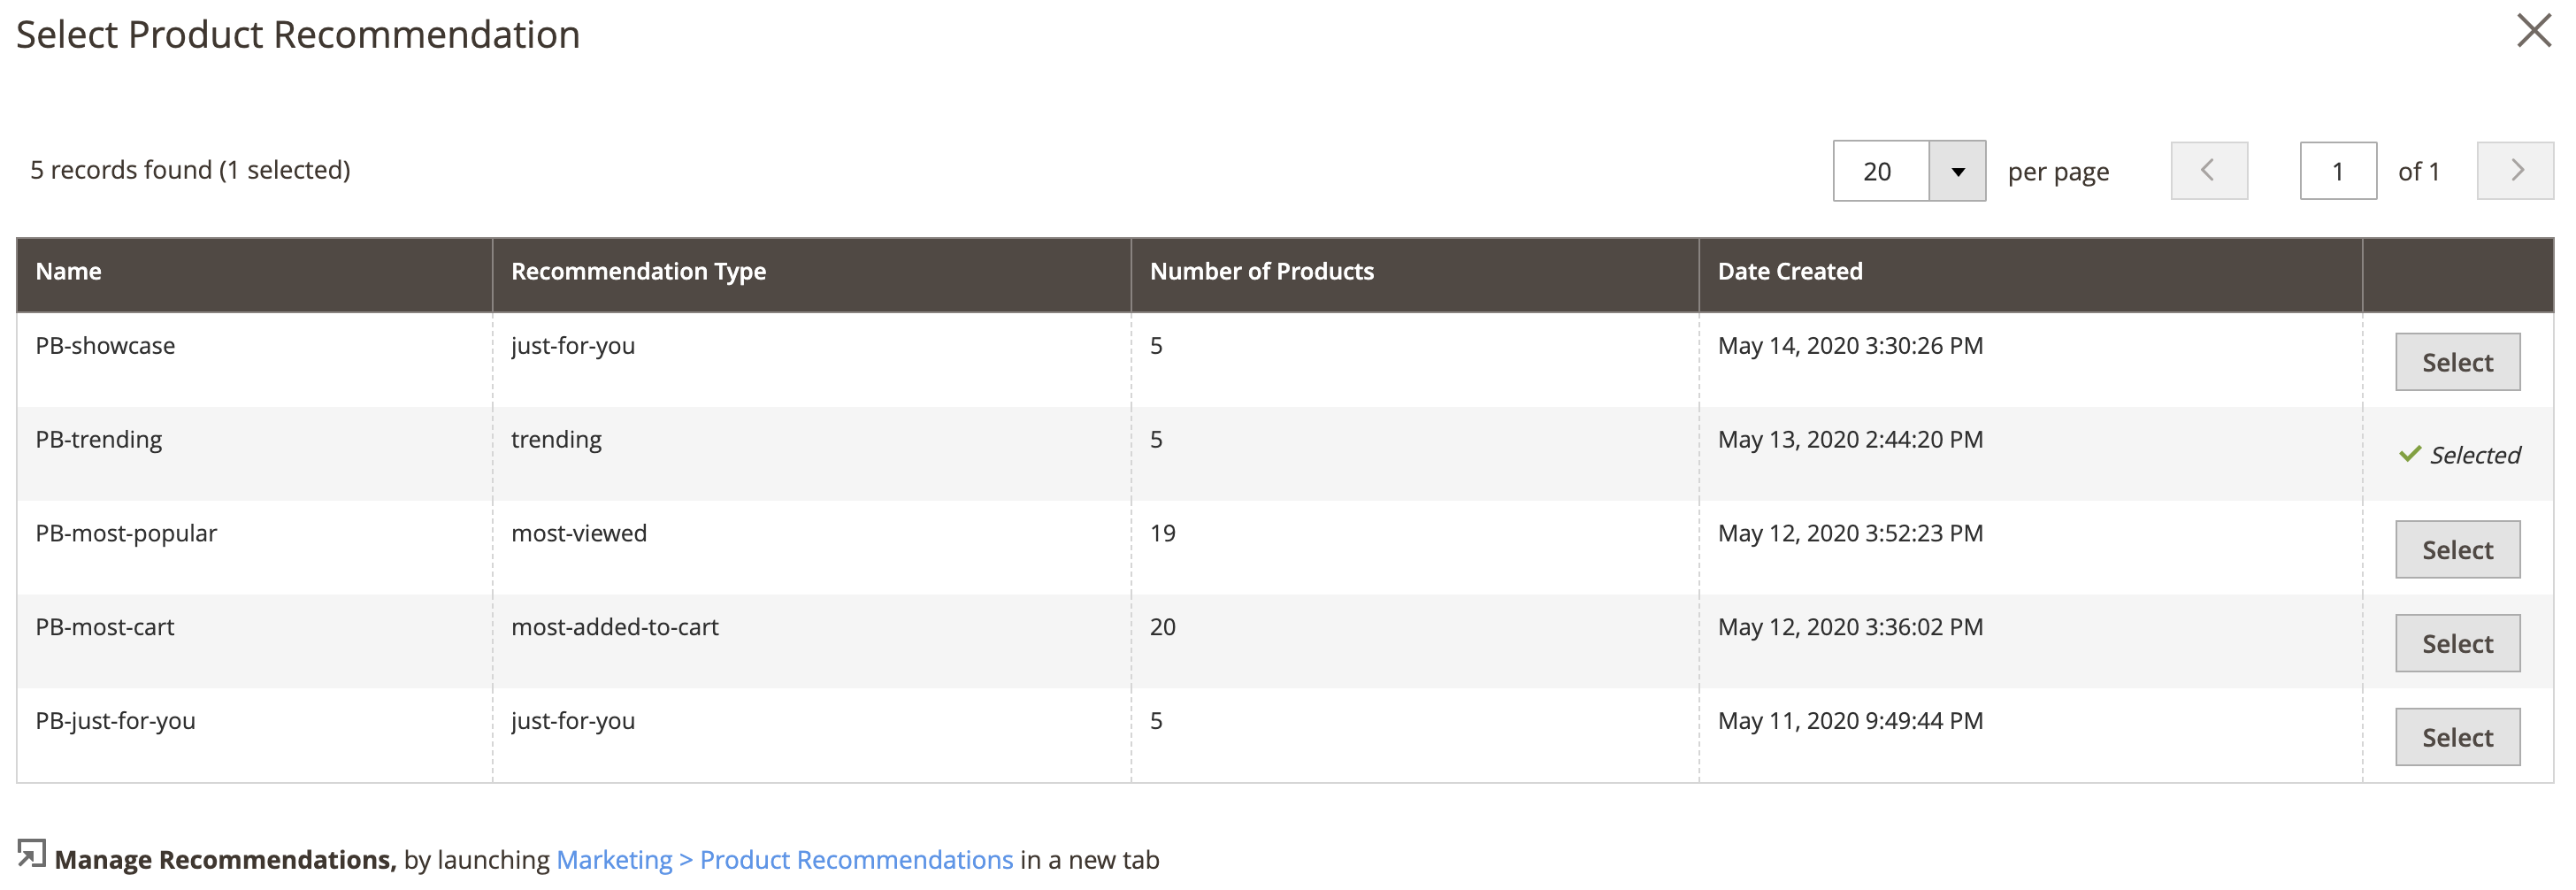 Select Product Recommendation
5 records found (1 selected)
20 per page 1 of 1
Name Recommendation Type Number of Products Date Created
PB-showcase just-for-you 5 May 14, 2020 3:30:26 PM Select
PB-trending trending 5 May 13, 2020 2:44:20 PM Selected
PB-most-popular most-viewed 19 May 12, 2020 3:52:23 PM Select
PB-most-cart most-added-to-cart 20 May 12, 2020 3:36:02 PM Select
PB-just-for-you just-for-you 5 May 11, 2020 9:49:44 PM Select
Manage Recommendations, by launching Marketing > Product Recommendations in a new tab